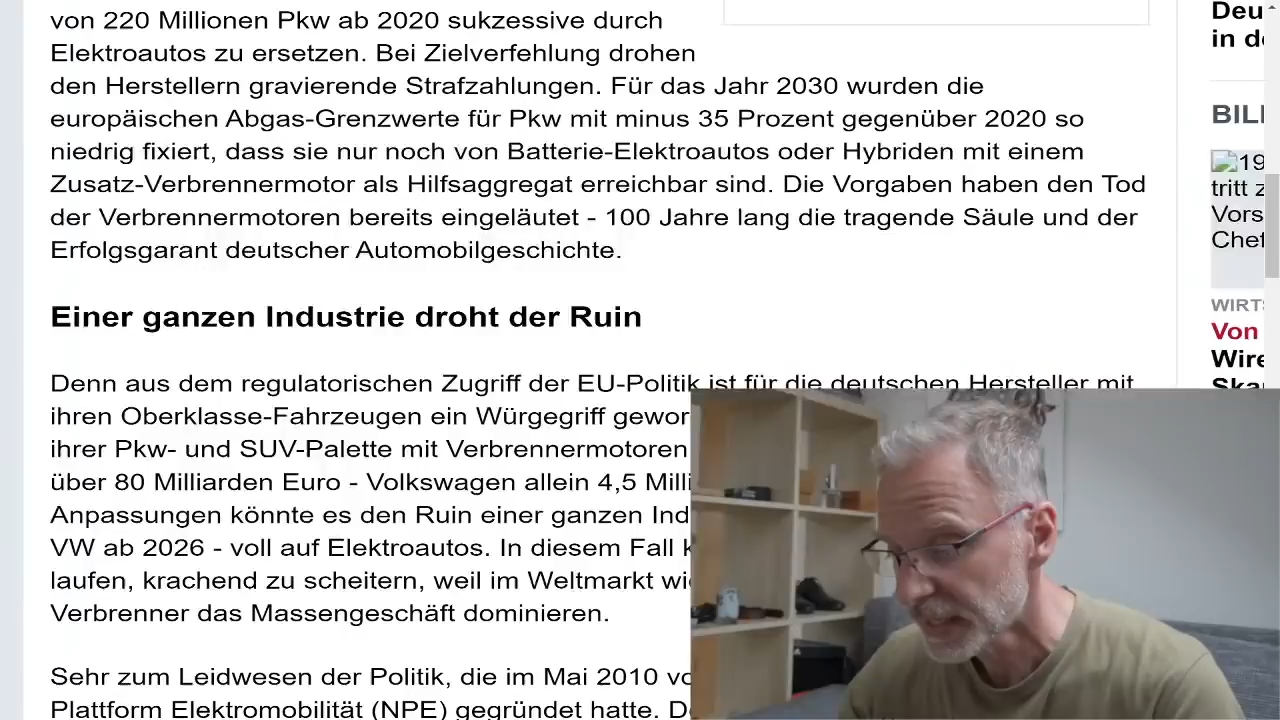 von 220 Millionen Pkw ab 2020 sukzessive durch
Elektroautos zu ersetzen. Bei Zielverfehlung drohen
den Herstellern gravierende Strafzahlungen. Für das Jahr 2030 wurden die
europäischen Abgas-Grenzwerte für Pkw mit minus 35 Prozent gegenüber 2020 so
niedrig fixiert, dass sie nur noch von Batterie-Elektroautos oder Hybriden mit einem
Zusatz-Verbrennermotor als Hilfsaggregat erreichbar sind. Die Vorgaben haben den Tod
der Verbrennermotoren bereits eingeläutet - 100 Jahre lang die tragende Säule und der
Erfolgsgarant deutscher Automobilgeschichte.
Einer ganzen Industrie droht der Ruin
Denn aus dem regulatorischen Zugriff der EU-Politik ist für die deutschen Hersteller mit
ihren Oberklasse-Fahrzeugen ein Würgegriff gewor
ihrer Pkw- und SUV-Palette mit Verbrennermotoren
über 80 Milliarden Euro - Volkswagen allein 4,5 Milli
Anpassungen könnte es den Ruin einer ganzen Ind
VW ab 2026 - voll auf Elektroautos. In diesem Fall
laufen, krachend zu scheitern, weil im Weltmarkt wi
Verbrenner das Massengeschäft dominieren.
Sehr zum Leidwesen der Politik, die im Mai 2010 vo
Plattform Elektromobilität (NPE) gegründet hatte. D
Deu
in d
BIL
19
tritt z
Vors
Chef
WIRT
Von
Wire
Ska